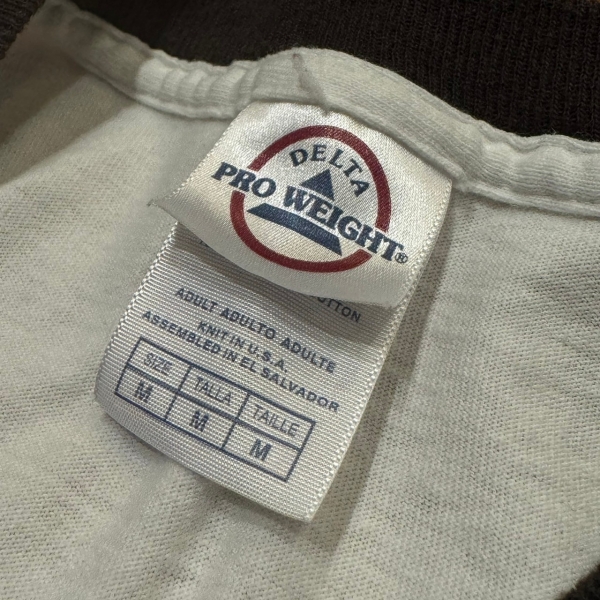 DELTA
PRO WEIGHT®
ADULT ADULTO ADULTE
KNIT IN U.S.A.
ASSEMBLED IN EL SALVADOR
SIZE TALLA TAILLE
M M M